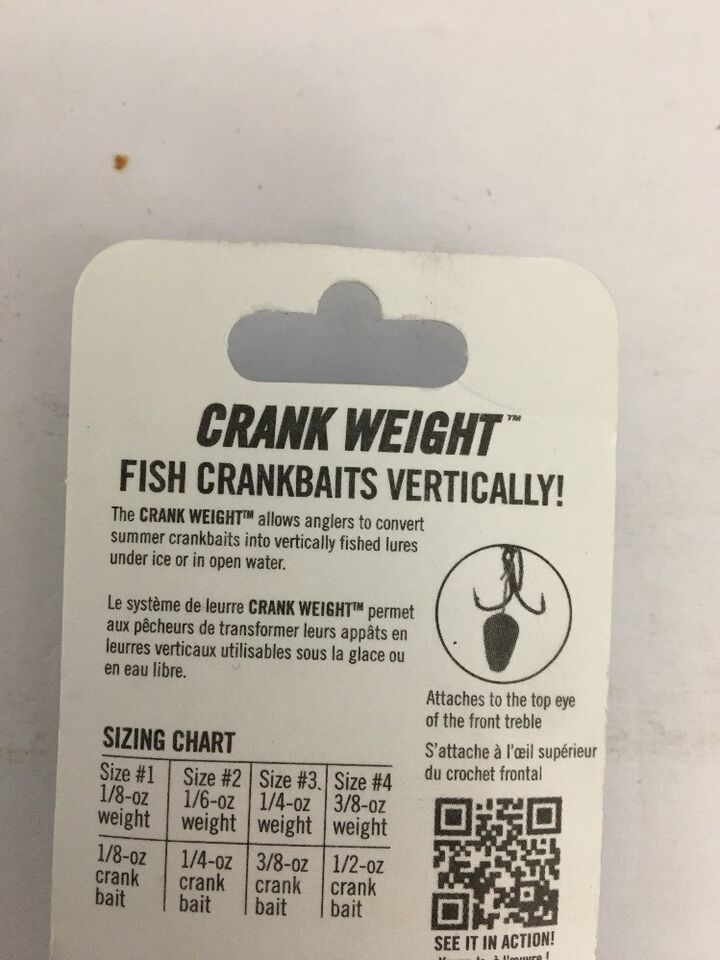 CRANK WEIGHT™
FISH CRANKBAITS VERTICALLY!
The CRANK WEIGHT™ allows anglers to convert
summer crankbaits into vertically fished lures
under ice or in open water.
Le système de leurre CRANK WEIGHT™ permet
aux pêcheurs de transformer leurs appâts en
leurres verticaux utilisables sous la glace ou
en eau libre.
Attaches to the top eye
of the front treble
S'attache à l'œil supérieur
du crochet frontal
SIZING CHART
Size #1 Size #2 Size #3 Size #4
1/8-oz 1/6-oz 1/4-oz 3/8-oz
weight weight weight weight
1/8-oz 1/4-oz 3/8-oz 1/2-oz
crank crank crank crank
bait bait bait bait
SEE IT IN ACTION!